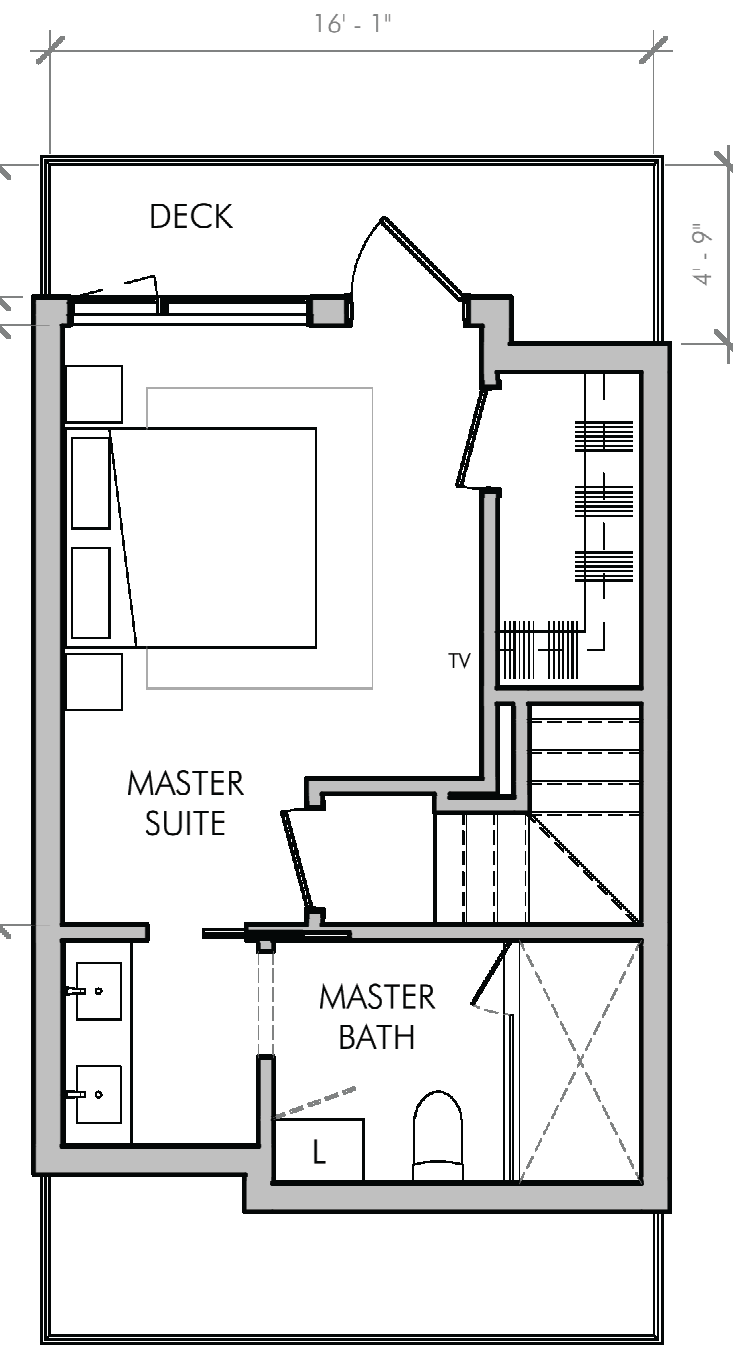 16' - 1"
DECK
4' - 9"
TV
MASTER
SUITE
MASTER
BATH
L